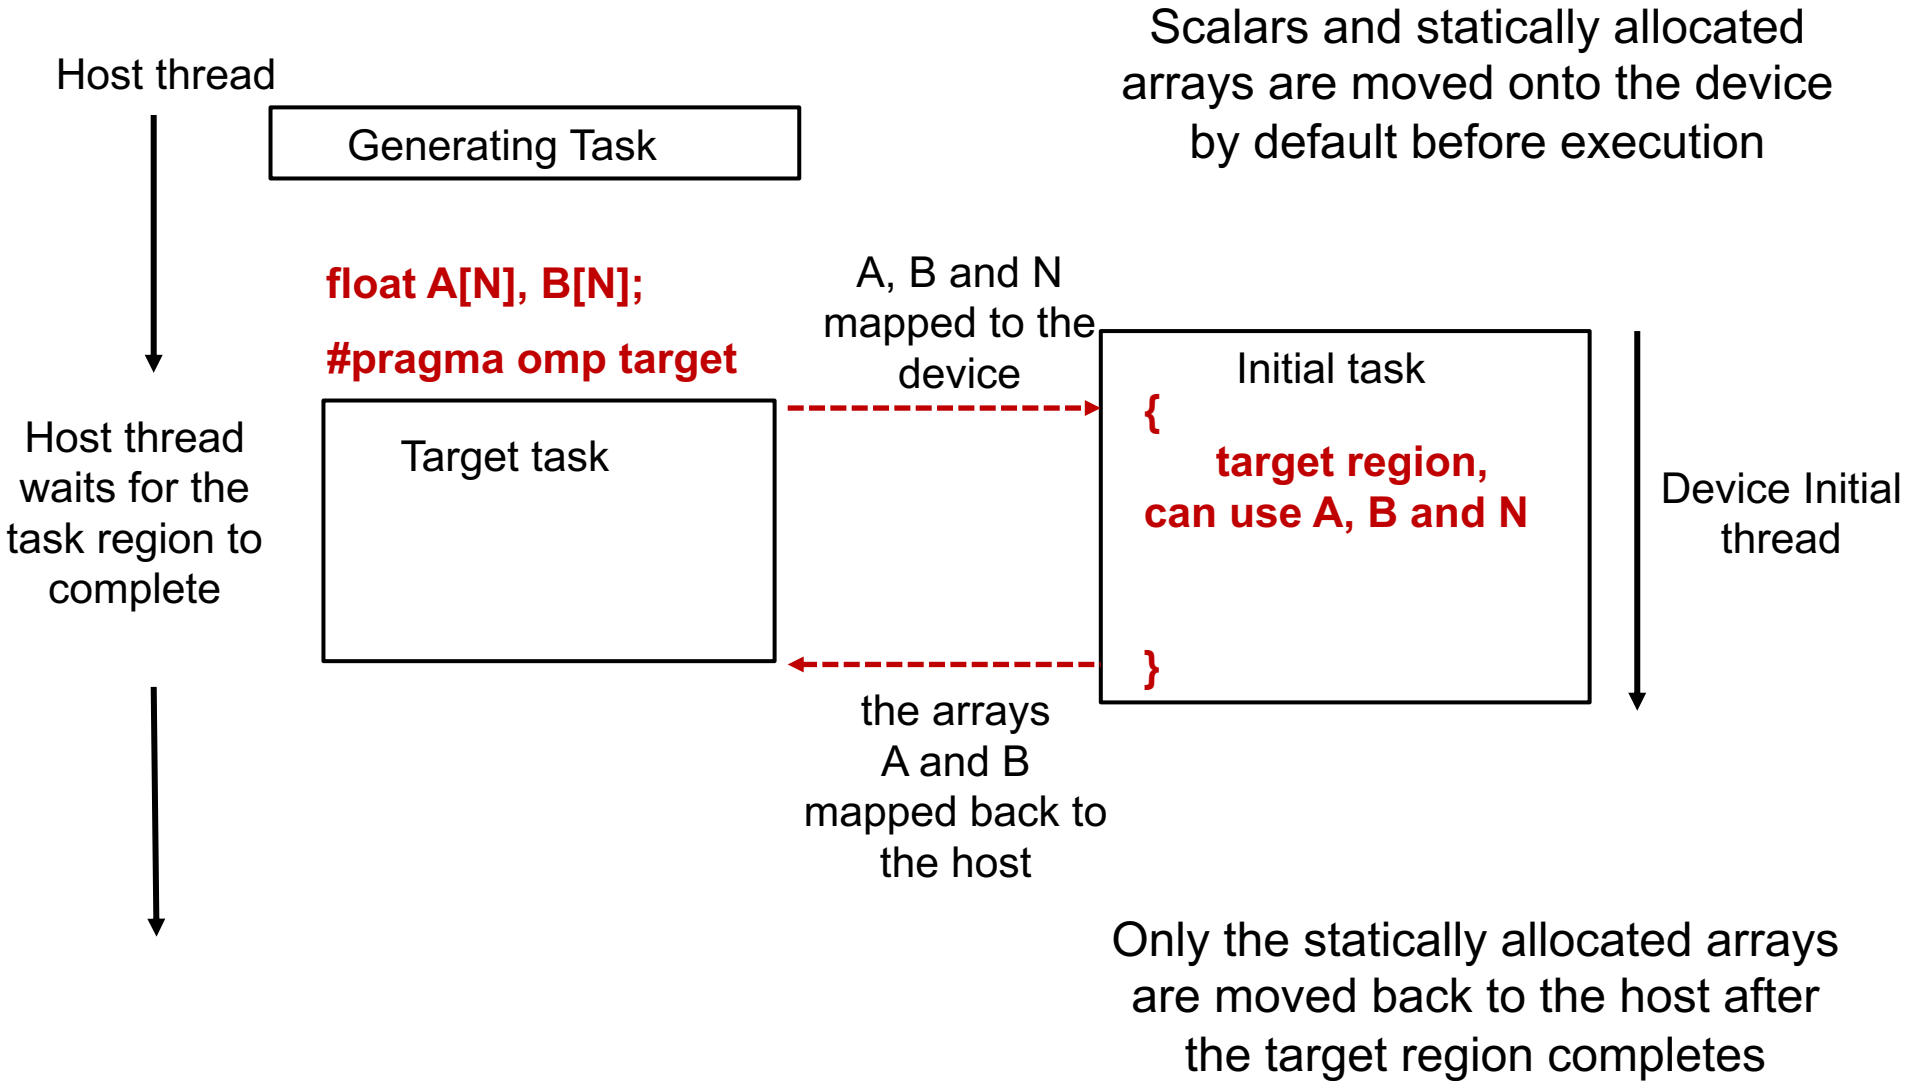 Scalars and statically allocated
arrays are moved onto the device
by default before execution
Host thread
Generating Task
float A[N], B[N];
#pragma omp target
A, B and N
mapped to the
device
Initial task
{
target region,
can use A, B and N
}
Target task
Host thread
waits for the
task region to
complete
Device Initial
thread
the arrays
A and B
mapped back to
the host
Only the statically allocated arrays
are moved back to the host after
the target region completes